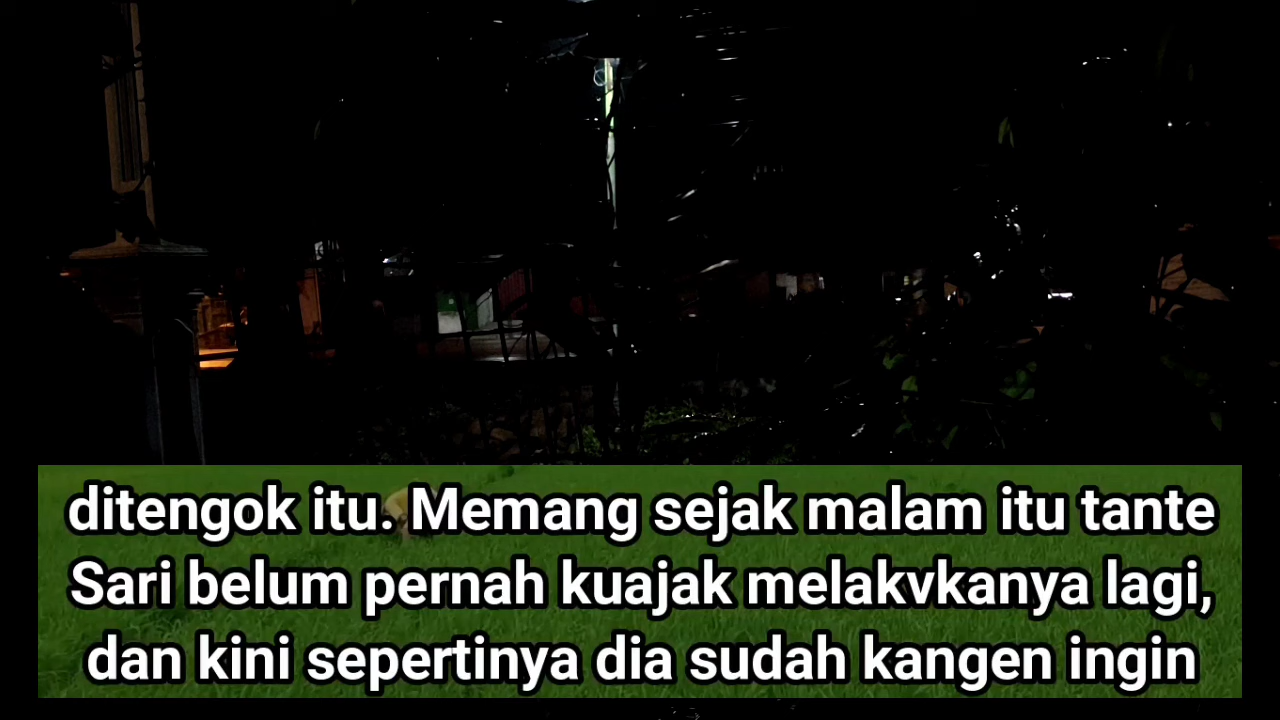 ditengok itu. Memang sejak malam itu tante
Sari belum pernah kuajak melakvkanya lagi,
dan kini sepertinya dia sudah kangen ingin